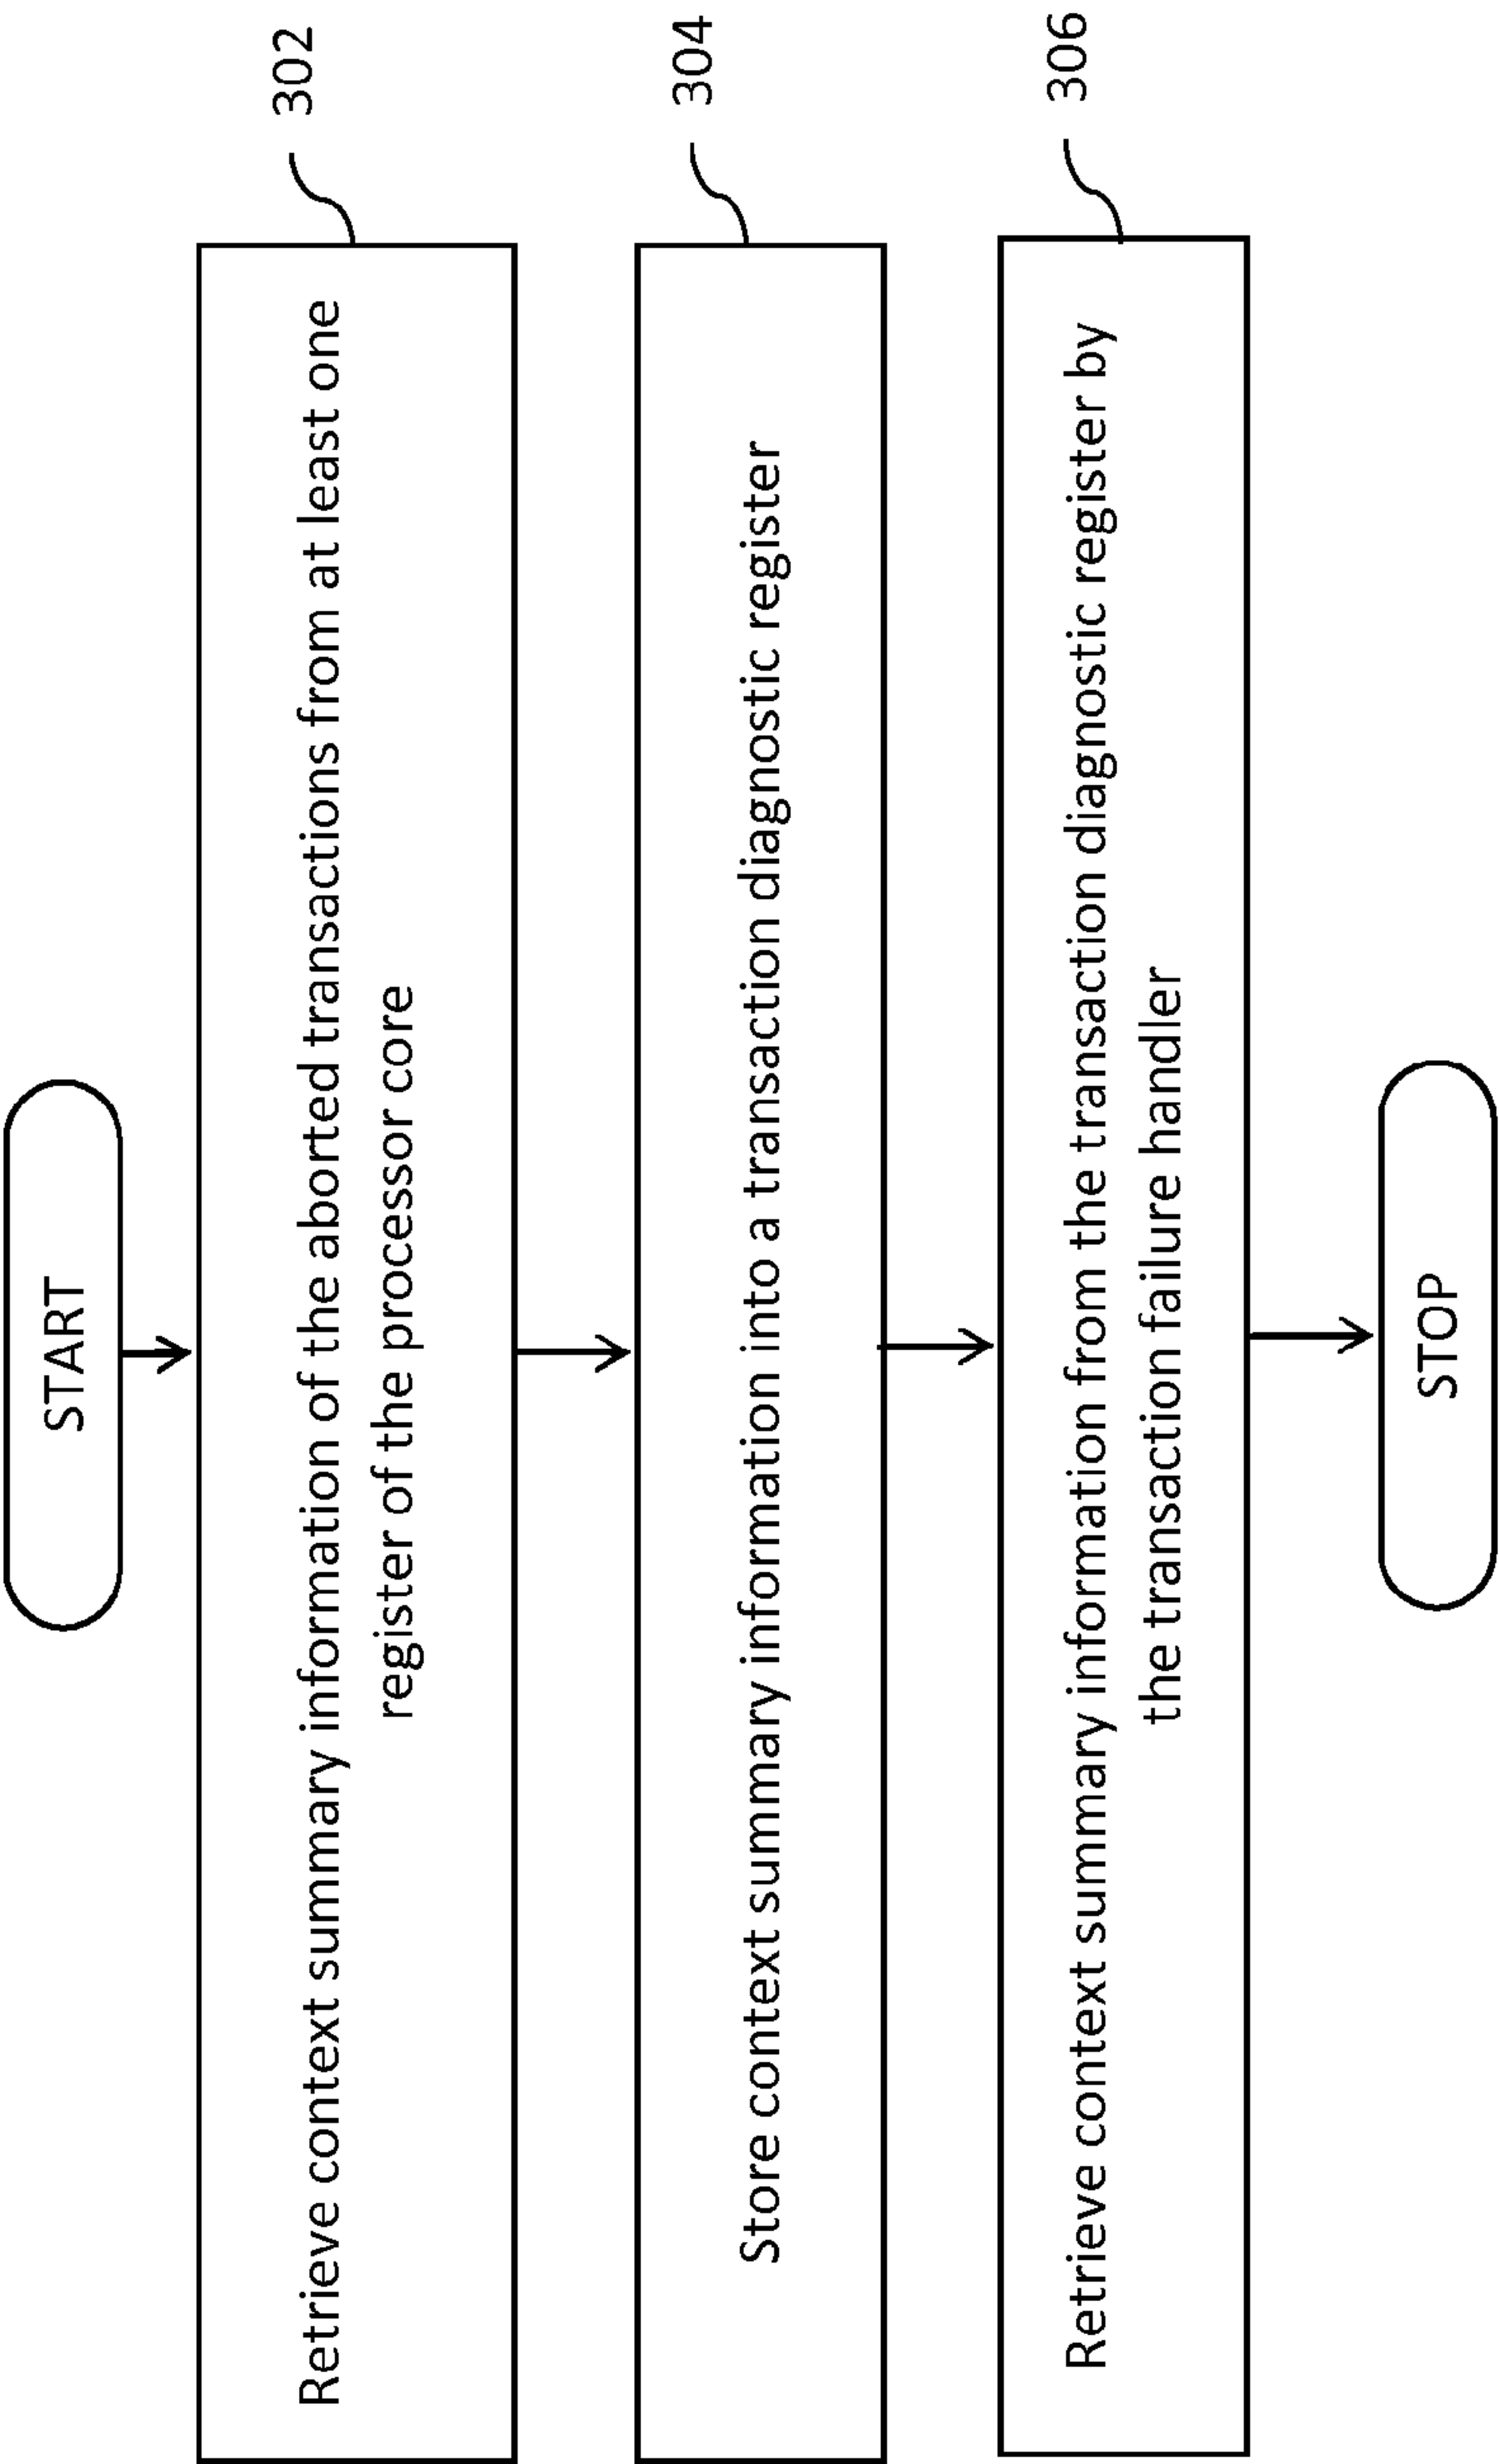 START
302
Retrieve context summary information of the aborted transactions from at least one
register of the processor core
304
Store context summary information into a transaction diagnostic register
306
Retrieve context summary information from the transaction diagnostic register by
the transaction failure handler
STOP